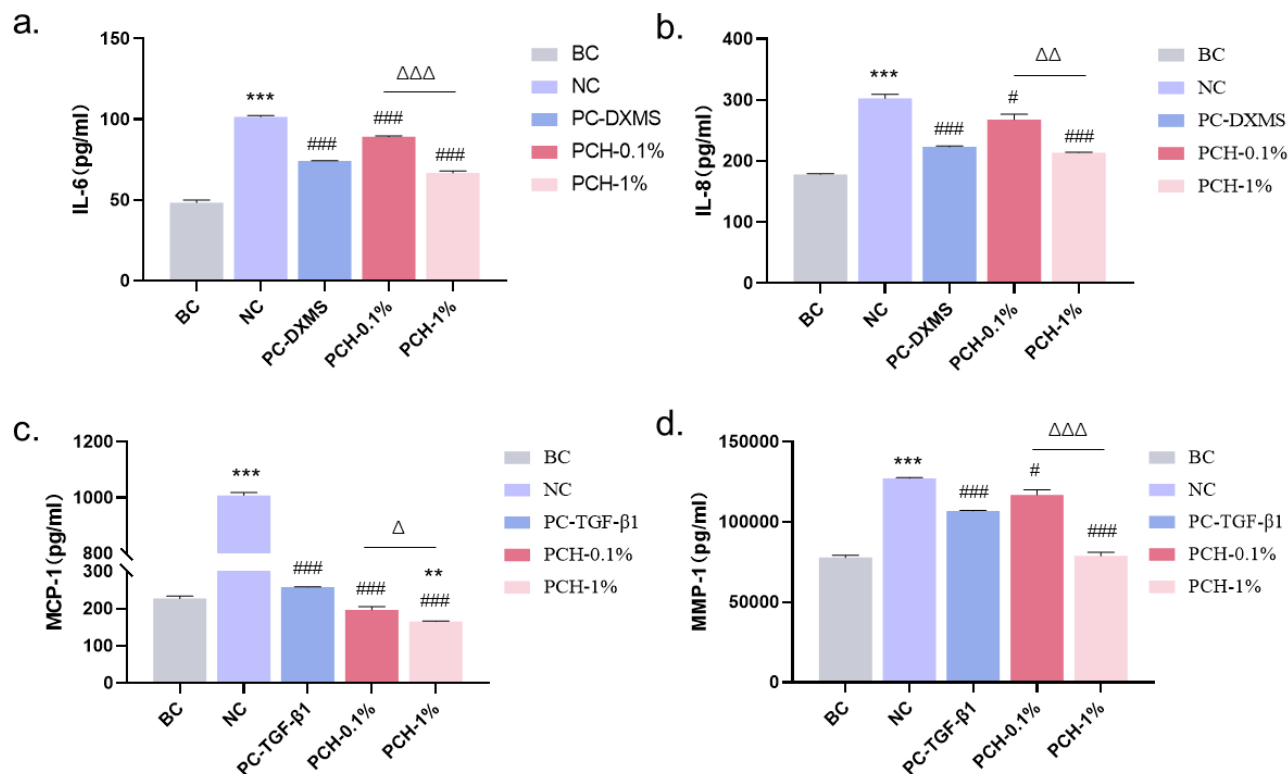 a.
IL-6(pg/ml)
150
100
50
0
***
###
###
ΔΔΔ
###
BC
NC
PC-DXMS
PCH-0.1%
PCH-1%
BC
NC
PC-DXMS
PCH-0.1%
PCH-1%
b.
IL-8(pg/ml)
400
300
200
100
0
***
###
#
ΔΔ
###
BC
NC
PC-DXMS
PCH-0.1%
PCH-1%
BC
NC
PC-DXMS
PCH-0.1%
PCH-1%
c.
MCP-1(pg/ml)
1200
1000
800
300
200
100
0
***
###
###
Δ
**
###
BC
NC
PC-TGF-β1
PCH-0.1%
PCH-1%
BC
NC
PC-TGF-β1
PCH-0.1%
PCH-1%
d.
MMP-1(pg/ml)
150000
100000
50000
0
***
###
#
ΔΔΔ
###
BC
NC
PC-TGF-β1
PCH-0.1%
PCH-1%
BC
NC
PC-TGF-β1
PCH-0.1%
PCH-1%